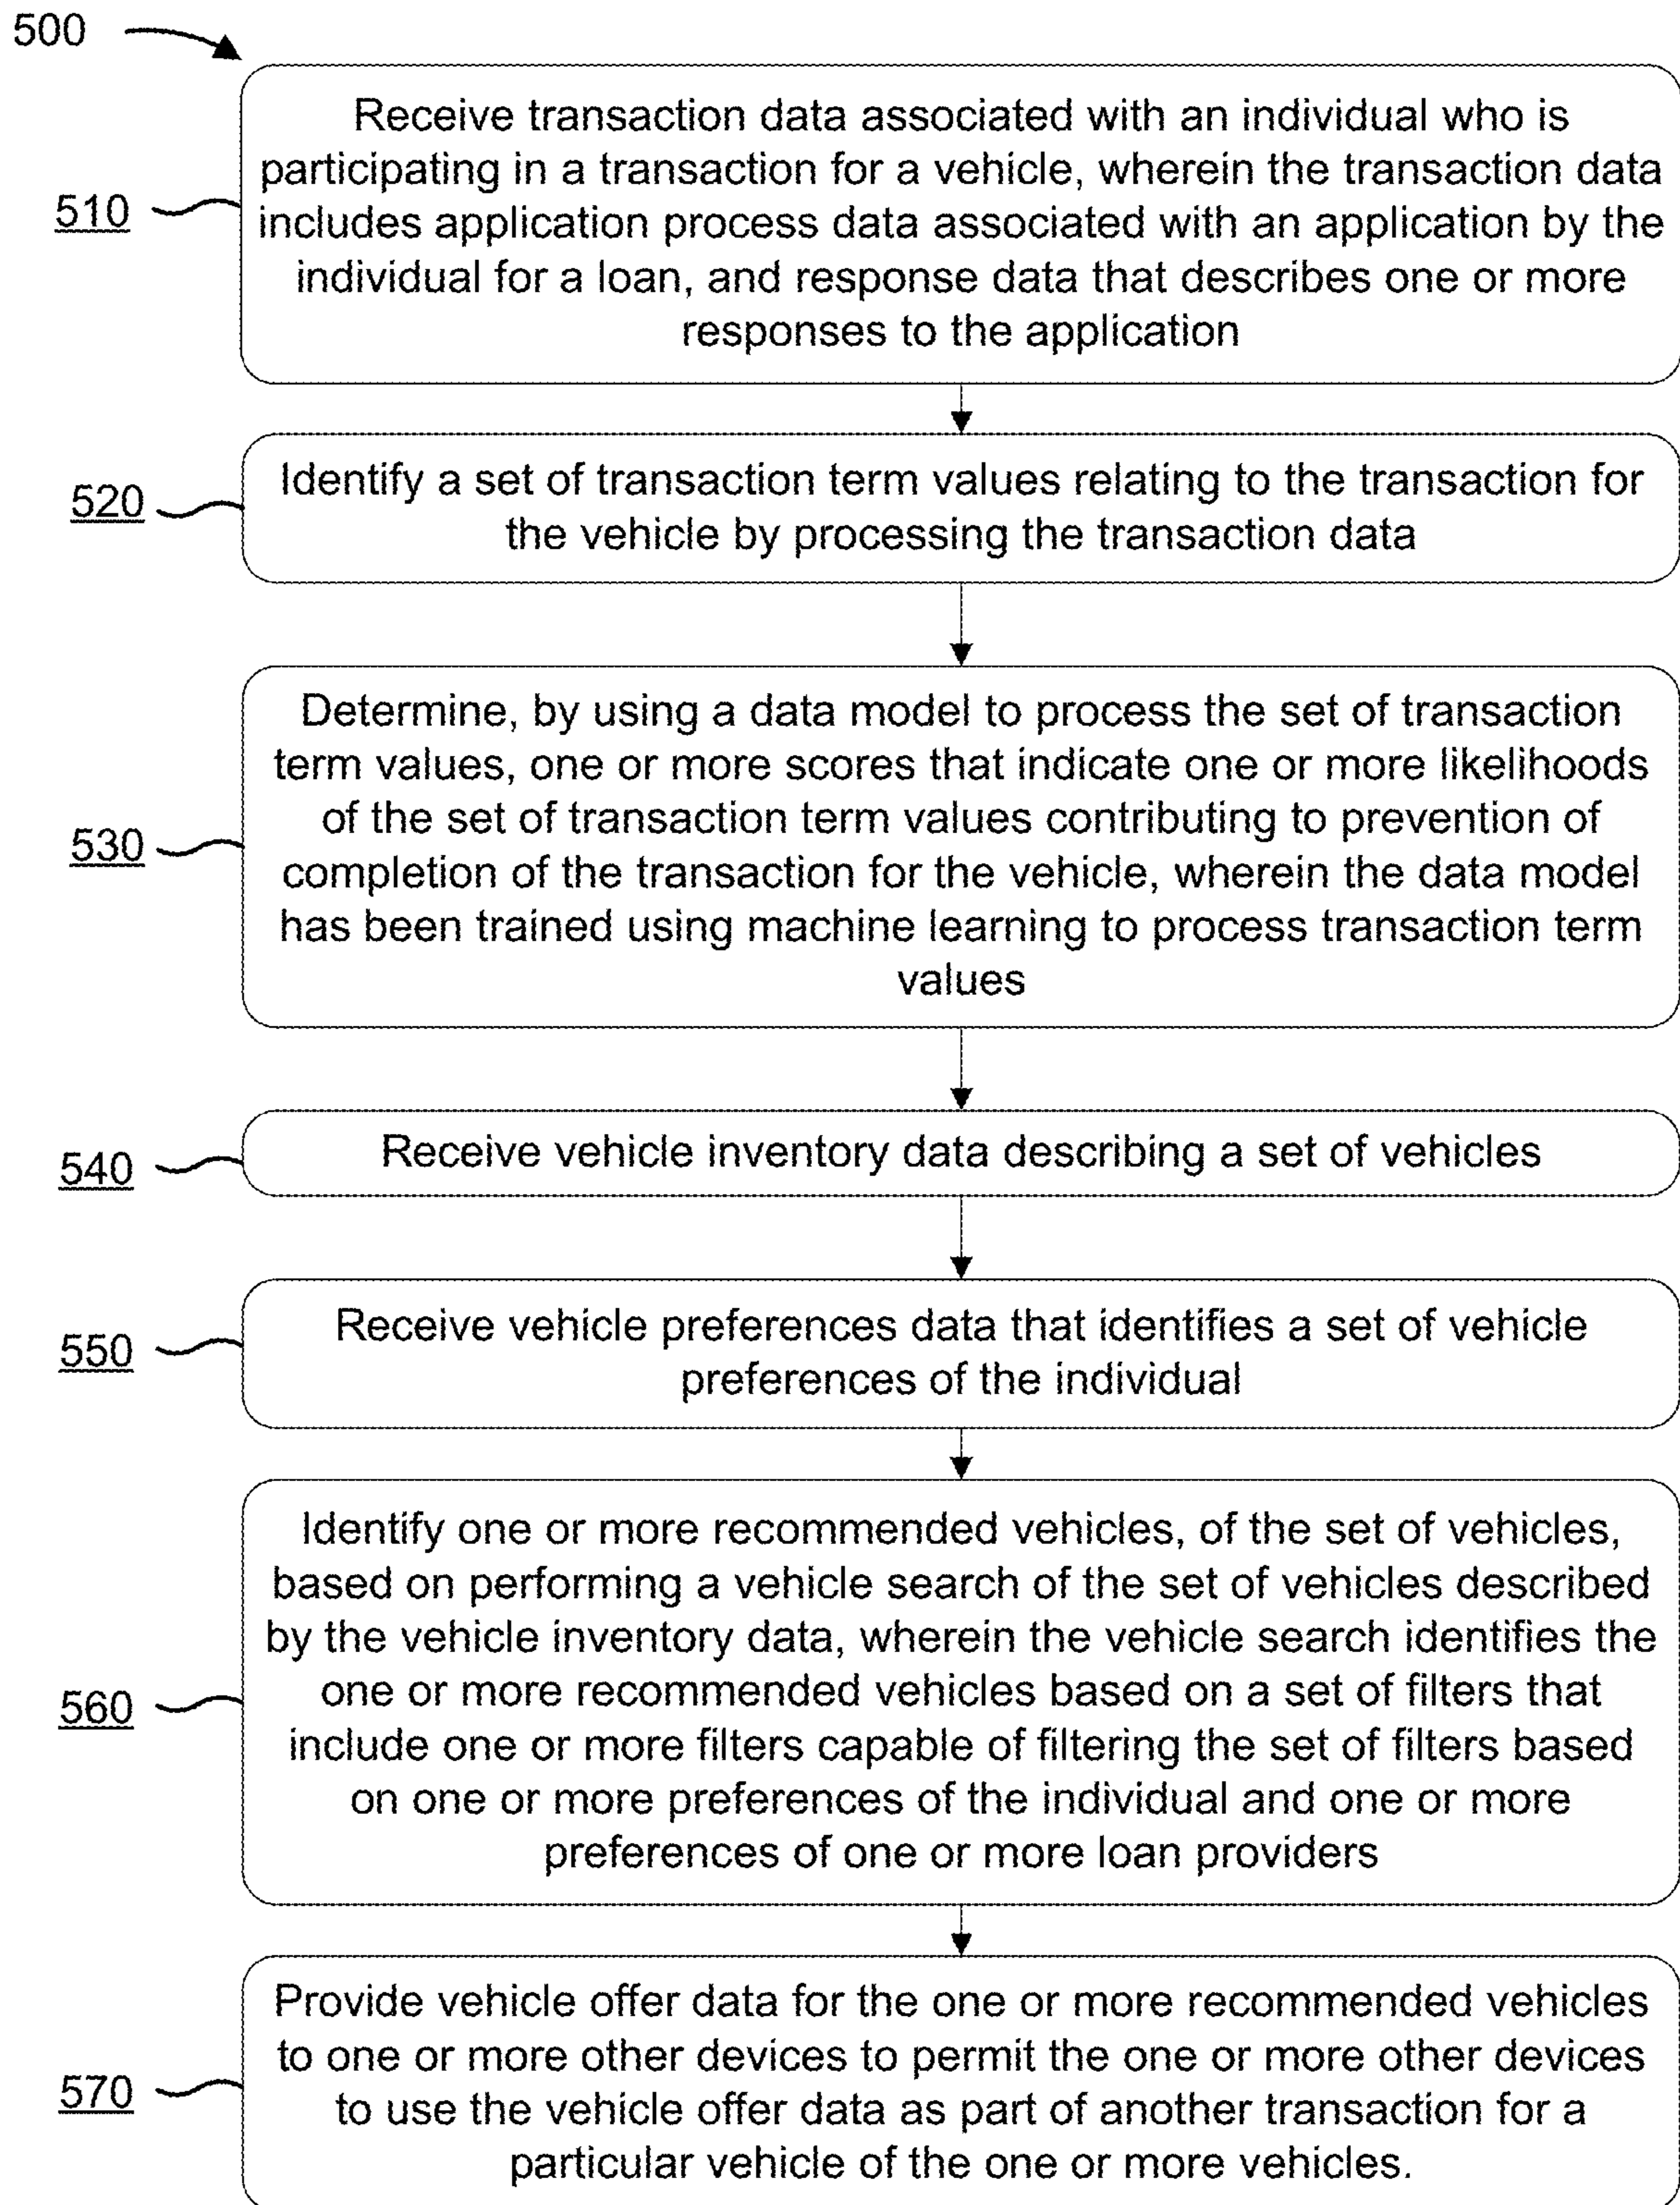 500
Receive transaction data associated with an individual who is
participating in a transaction for a vehicle, wherein the transaction data
includes application process data associated with an application by the
individual for a loan, and response data that describes one or more
responses to the application
510
Identify a set of transaction term values relating to the transaction for
the vehicle by processing the transaction data
520
Determine, by using a data model to process the set of transaction
term values, one or more scores that indicate one or more likelihoods
of the set of transaction term values contributing to prevention of
completion of the transaction for the vehicle, wherein the data model
has been trained using machine learning to process transaction term
values
530
Receive vehicle inventory data describing a set of vehicles
540
Receive vehicle preferences data that identifies a set of vehicle
preferences of the individual
550
Identify one or more recommended vehicles, of the set of vehicles,
based on performing a vehicle search of the set of vehicles described
by the vehicle inventory data, wherein the vehicle search identifies the
one or more recommended vehicles based on a set of filters that
include one or more filters capable of filtering the set of filters based
on one or more preferences of the individual and one or more
preferences of one or more loan providers
560
Provide vehicle offer data for the one or more recommended vehicles
to one or more other devices to permit the one or more other devices
to use the vehicle offer data as part of another transaction for a
particular vehicle of the one or more vehicles.
570